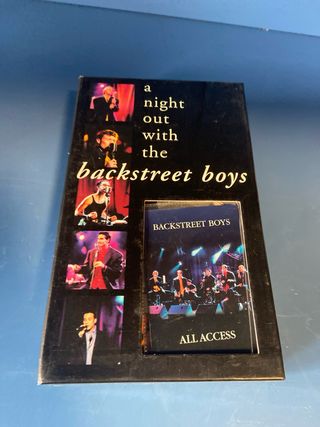 a
night
out
with
the
backstreet boys
BACKSTREET BOYS
ALL ACCESS